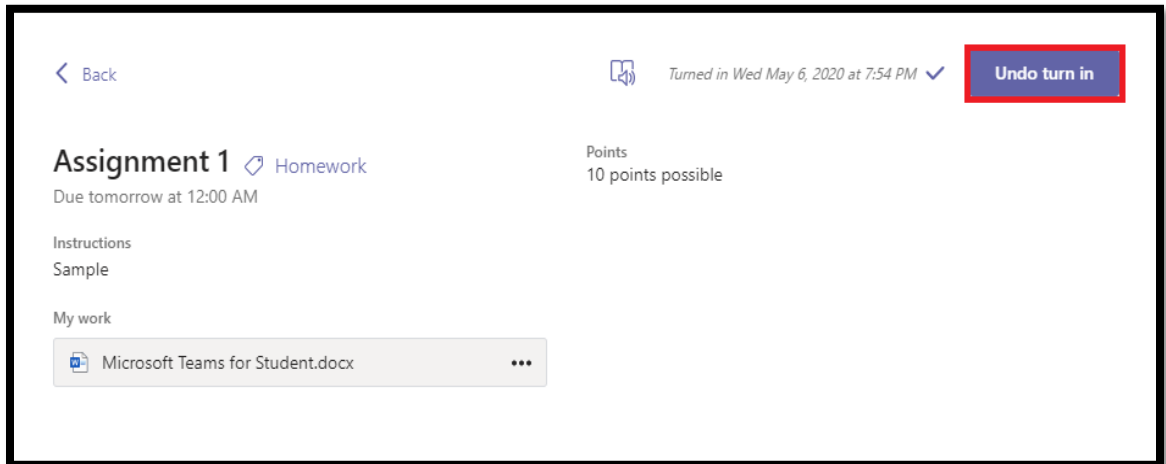 Back
Turned in Wed May 6, 2020 at 7:54 PM
Undo turn in
Assignment 1 Homework
Due tomorrow at 12:00 AM
Points
10 points possible
Instructions
Sample
My work
Microsoft Teams for Student.docx